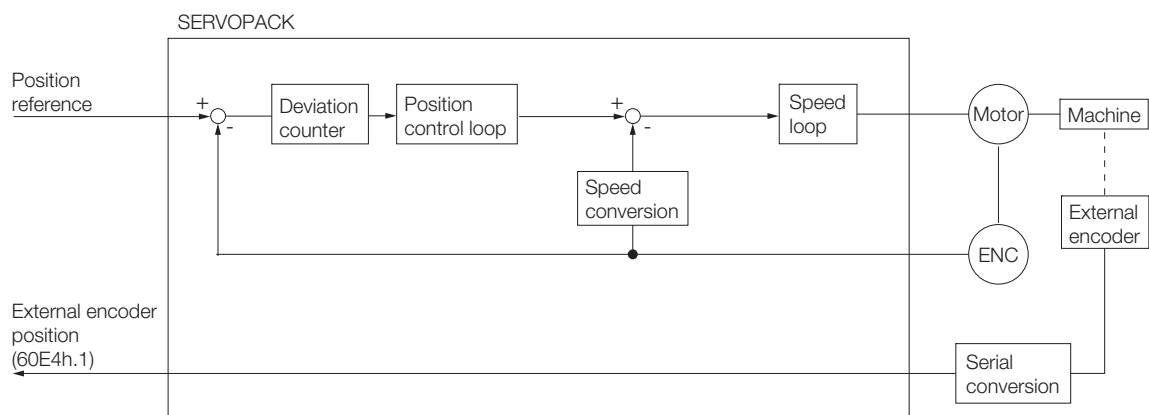 SERVOPACK
Position
reference
+
-
Deviation
counter
Position
control loop
+
-
Speed
loop
Motor
Machine
Speed
conversion
External
encoder
ENC
External encoder
position
(60E4h.1)
Serial
conversion